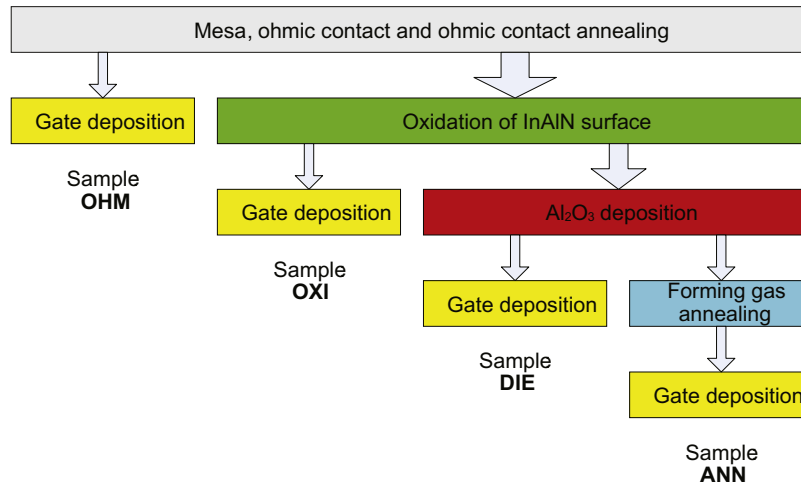 Mesa, ohmic contact and ohmic contact annealing
Gate deposition
Oxidation of InAlN surface
Sample
OHM
Gate deposition
Al₂O₃ deposition
Sample
OXI
Gate deposition
Forming gas
annealing
Sample
DIE
Gate deposition
Sample
ANN